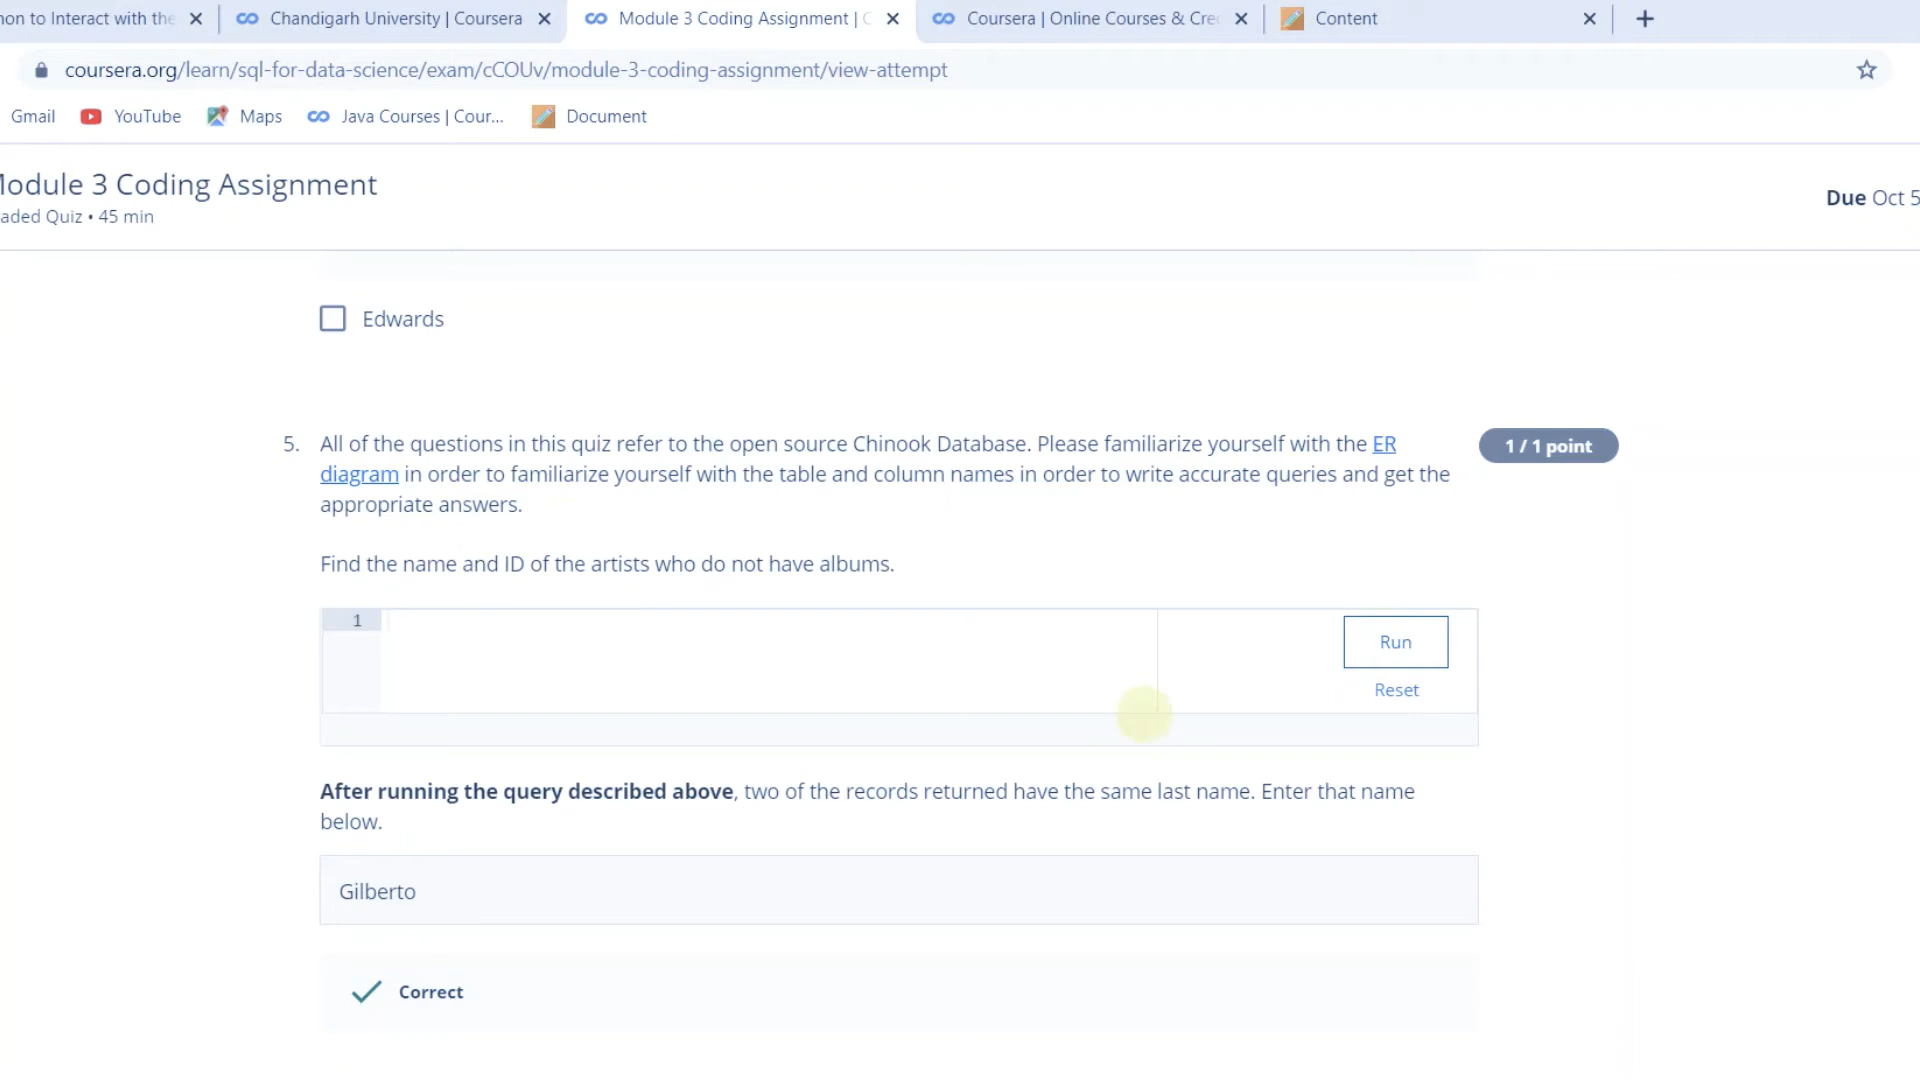 on to Interact with the
Chandigarh University | Coursera
Module 3 Coding Assignment | C
Coursera | Online Courses & Cre
Content
coursera.org/learn/sql-for-data-science/exam/cCOUv/module-3-coding-assignment/view-attempt
Gmail
YouTube
Maps
Java Courses | Cour...
Document
odule 3 Coding Assignment
Due Oct 5
aded Quiz • 45 min
Edwards
5. All of the questions in this quiz refer to the open source Chinook Database. Please familiarize yourself with the ER
1 / 1 point
diagram in order to familiarize yourself with the table and column names in order to write accurate queries and get the
appropriate answers.
Find the name and ID of the artists who do not have albums.
1
Run
Reset
After running the query described above, two of the records returned have the same last name. Enter that name
below.
Gilberto
Correct